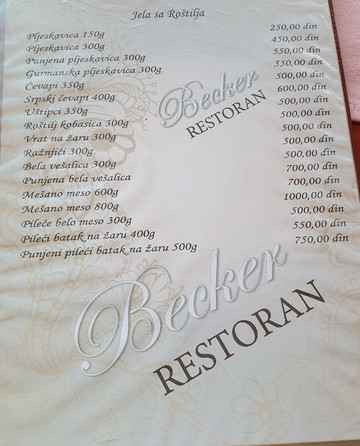 Jela sa Roštilja
Pljeskavica 150g 250,00 din
Pljeskavica 300g 450,00 din
Punjena pljeskavica 300g 550,00 din
Gurmanska pljeskavica 300g 550,00 din
Ćevapi 350g 500,00 din
Srpski ćevapi 400g 600,00 din
Uštipci 350g 500,00 din
Roštilj kobasica 300g 500,00 din
Vrat na žaru 300g 500,00 din
Ražnjići 300g 500,00 din
Bela vešalica 300g 500,00 din
Punjena bela vešalica 700,00 din
Mešano meso 600g 700,00 din
Mešano meso 800g 1000,00 din
Pileće belo meso 300g 500,00 din
Pileći batak na žaru 400g 550,00 din
Punjeni pileći batak na žaru 500g 750,00 din
Becker
RESTORAN
Becker
RESTORAN